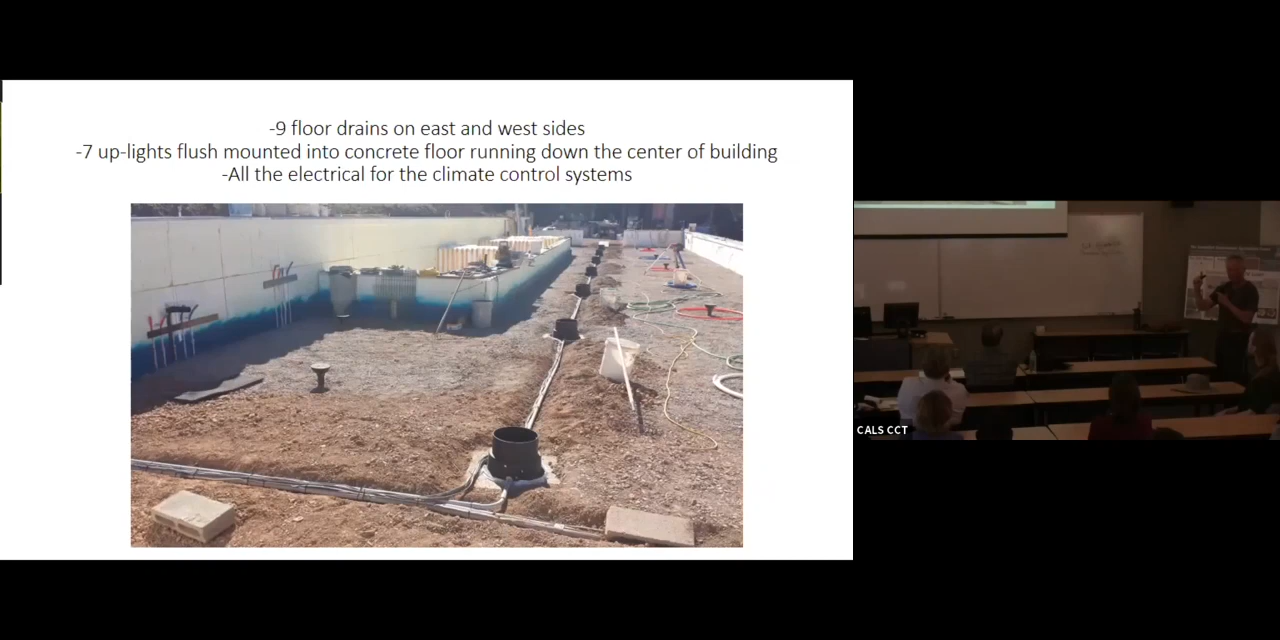 -9 floor drains on east and west sides
-7 up-lights flush mounted into concrete floor running down the center of building
-All the electrical for the climate control systems
CALS CCT